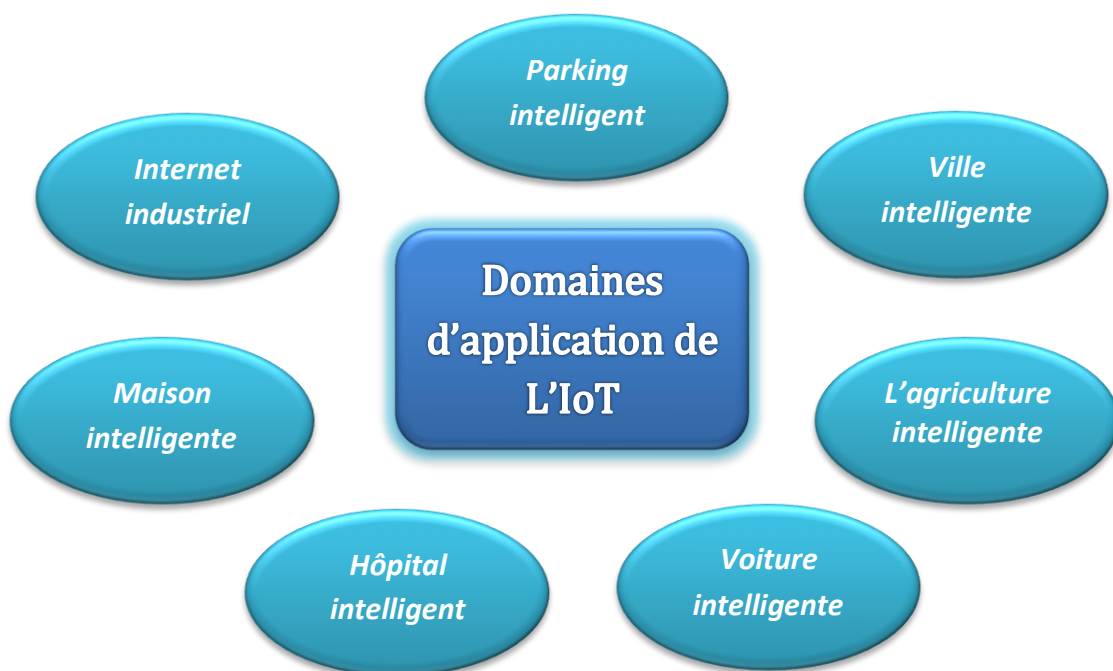 Parking
intelligent
Internet
industriel
Ville
intelligente
Domaines
d’application de
L’IoT
Maison
intelligente
L’agriculture
intelligente
Hôpital
intelligent
Voiture
intelligente